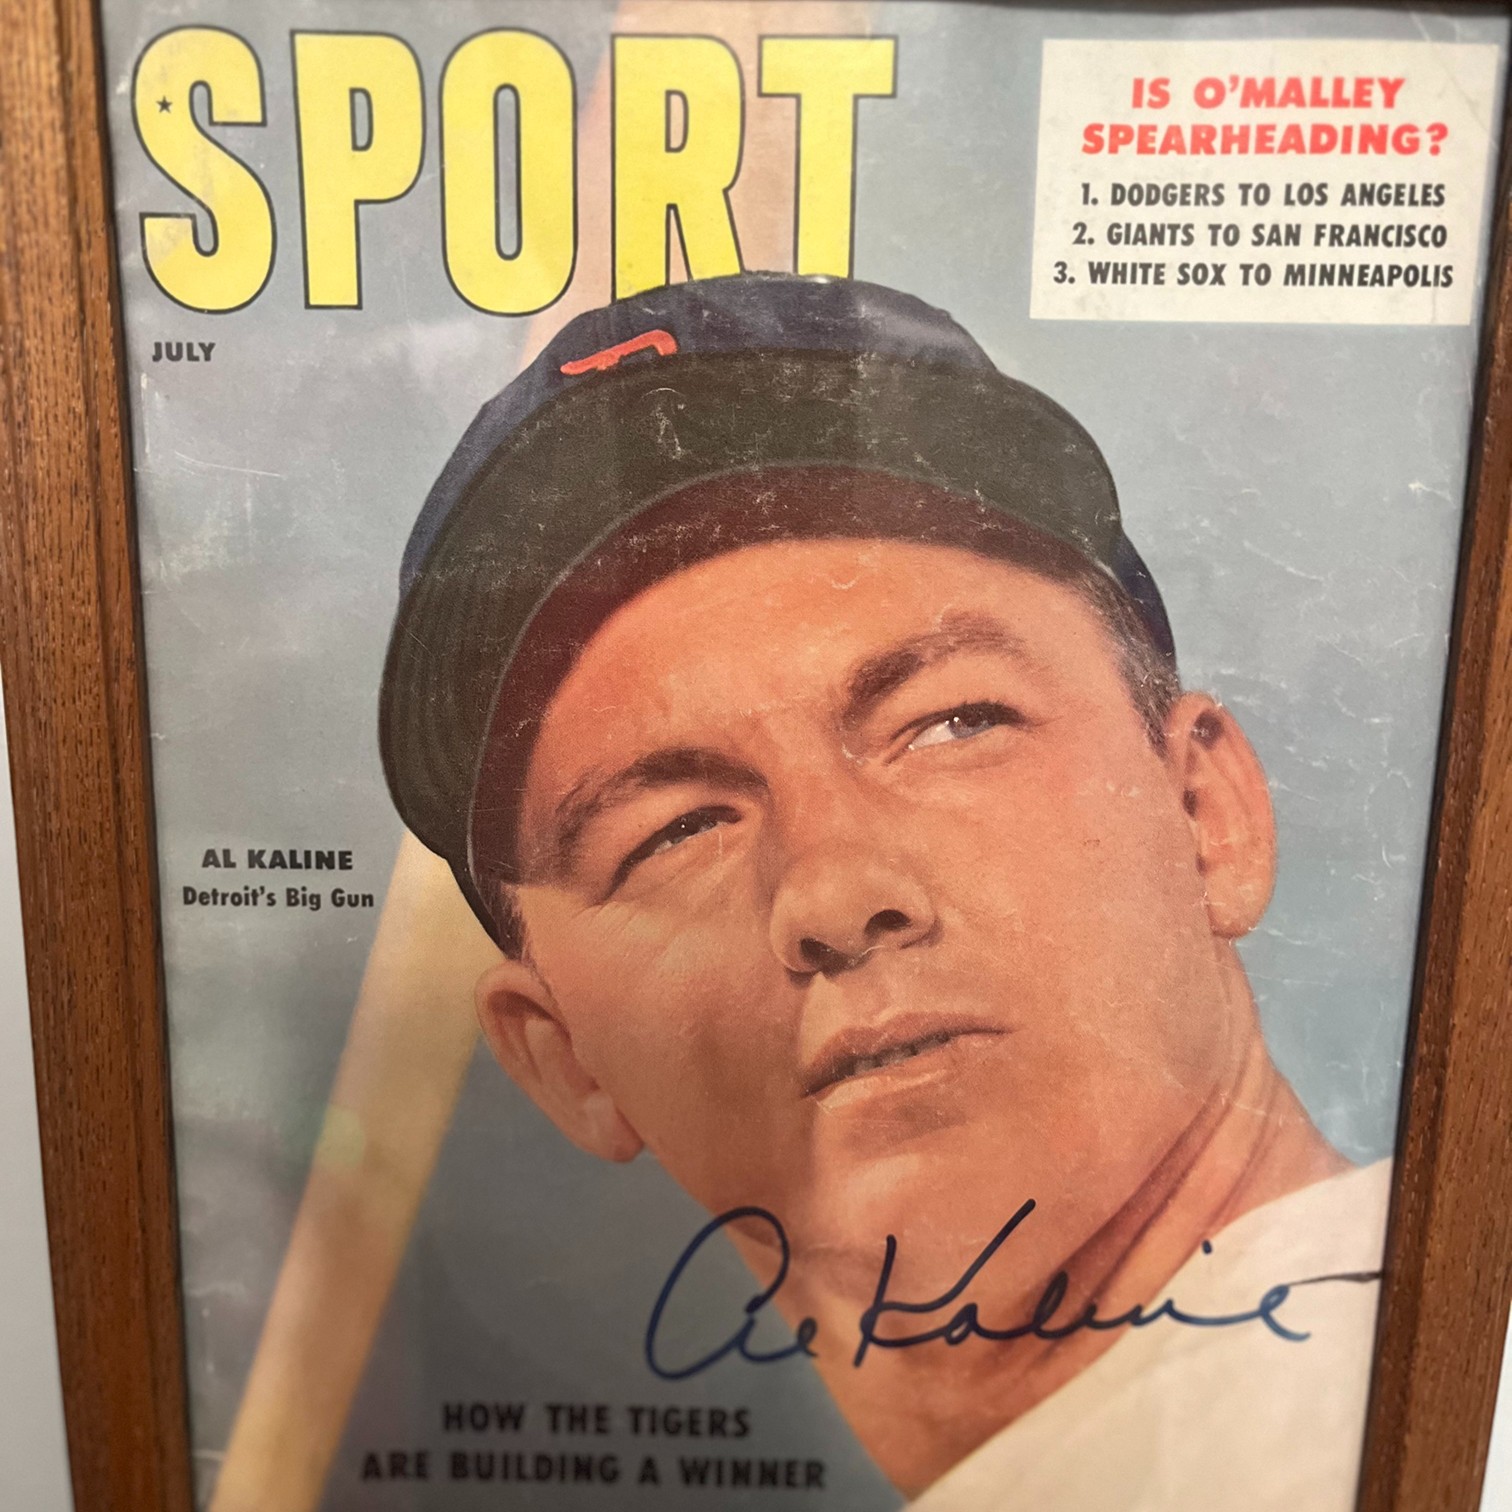 SPORT
JULY
IS O'MALLEY
SPEARHEADING?
1. DODGERS TO LOS ANGELES
2. GIANTS TO SAN FRANCISCO
3. WHITE SOX TO MINNEAPOLIS
AL KALINE
Detroit's Big Gun
Al Kaline
HOW THE TIGERS
ARE BUILDING A WINNER